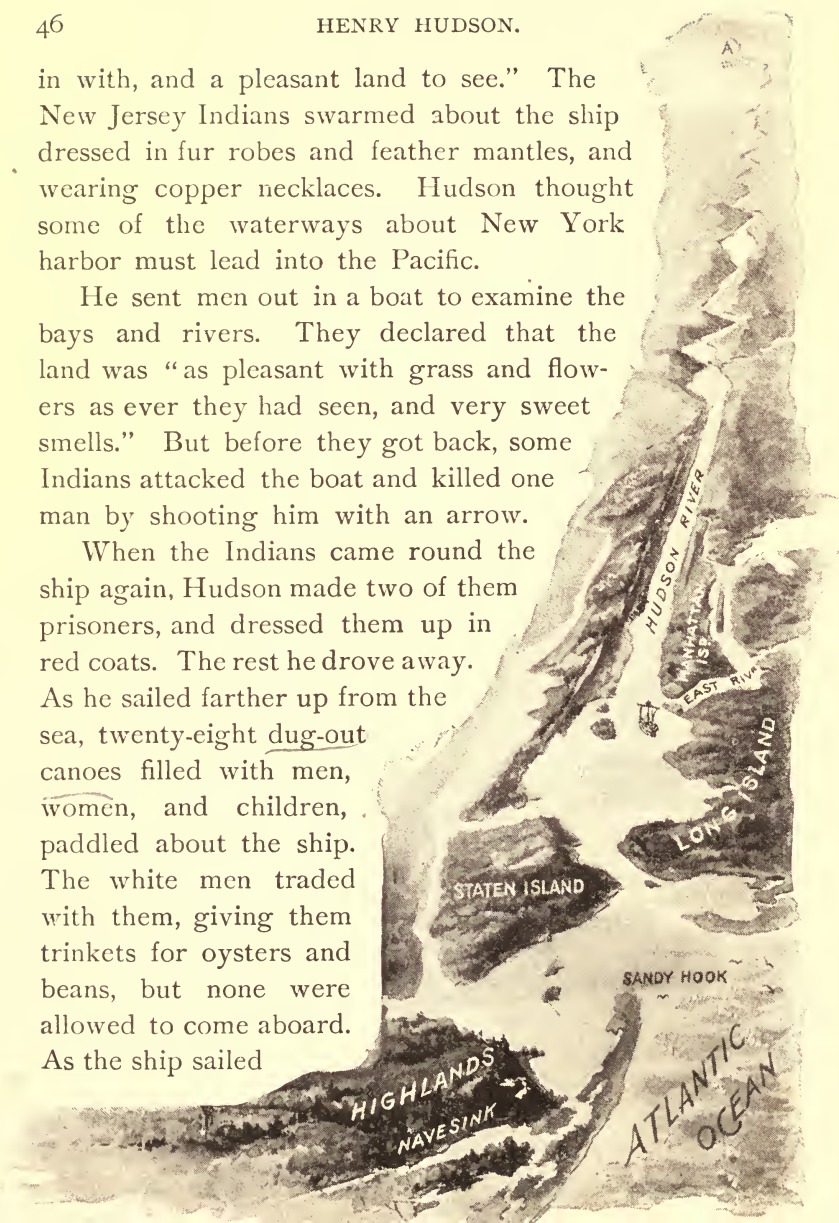 46
HENRY HUDSON.
in with, and a pleasant land to see.” The
New Jersey Indians swarmed about the ship
dressed in fur robes and feather mantles, and
wearing copper necklaces. Hudson thought
some of the waterways about New York
harbor must lead into the Pacific.
He sent men out in a boat to examine the
bays and rivers. They declared that the
land was “as pleasant with grass and flow-
ers as ever they had seen, and very sweet
smells.” But before they got back, some
Indians attacked the boat and killed one
man by shooting him with an arrow.
When the Indians came round the
ship again, Hudson made two of them
prisoners, and dressed them up in
red coats. The rest he drove away.
As he sailed farther up from the
sea, twenty-eight dug-out
canoes filled with men,
women, and children,
paddled about the ship.
The white men traded
with them, giving them
trinkets for oysters and
beans, but none were
allowed to come aboard.
As the ship sailed
HUDSON RIVER
MANHATTAN
ISD
EAST RIVER
LONG ISLAND
STATEN ISLAND
SANDY HOOK
HIGHLANDS
NAVESINK
ATLANTIC
OCEAN